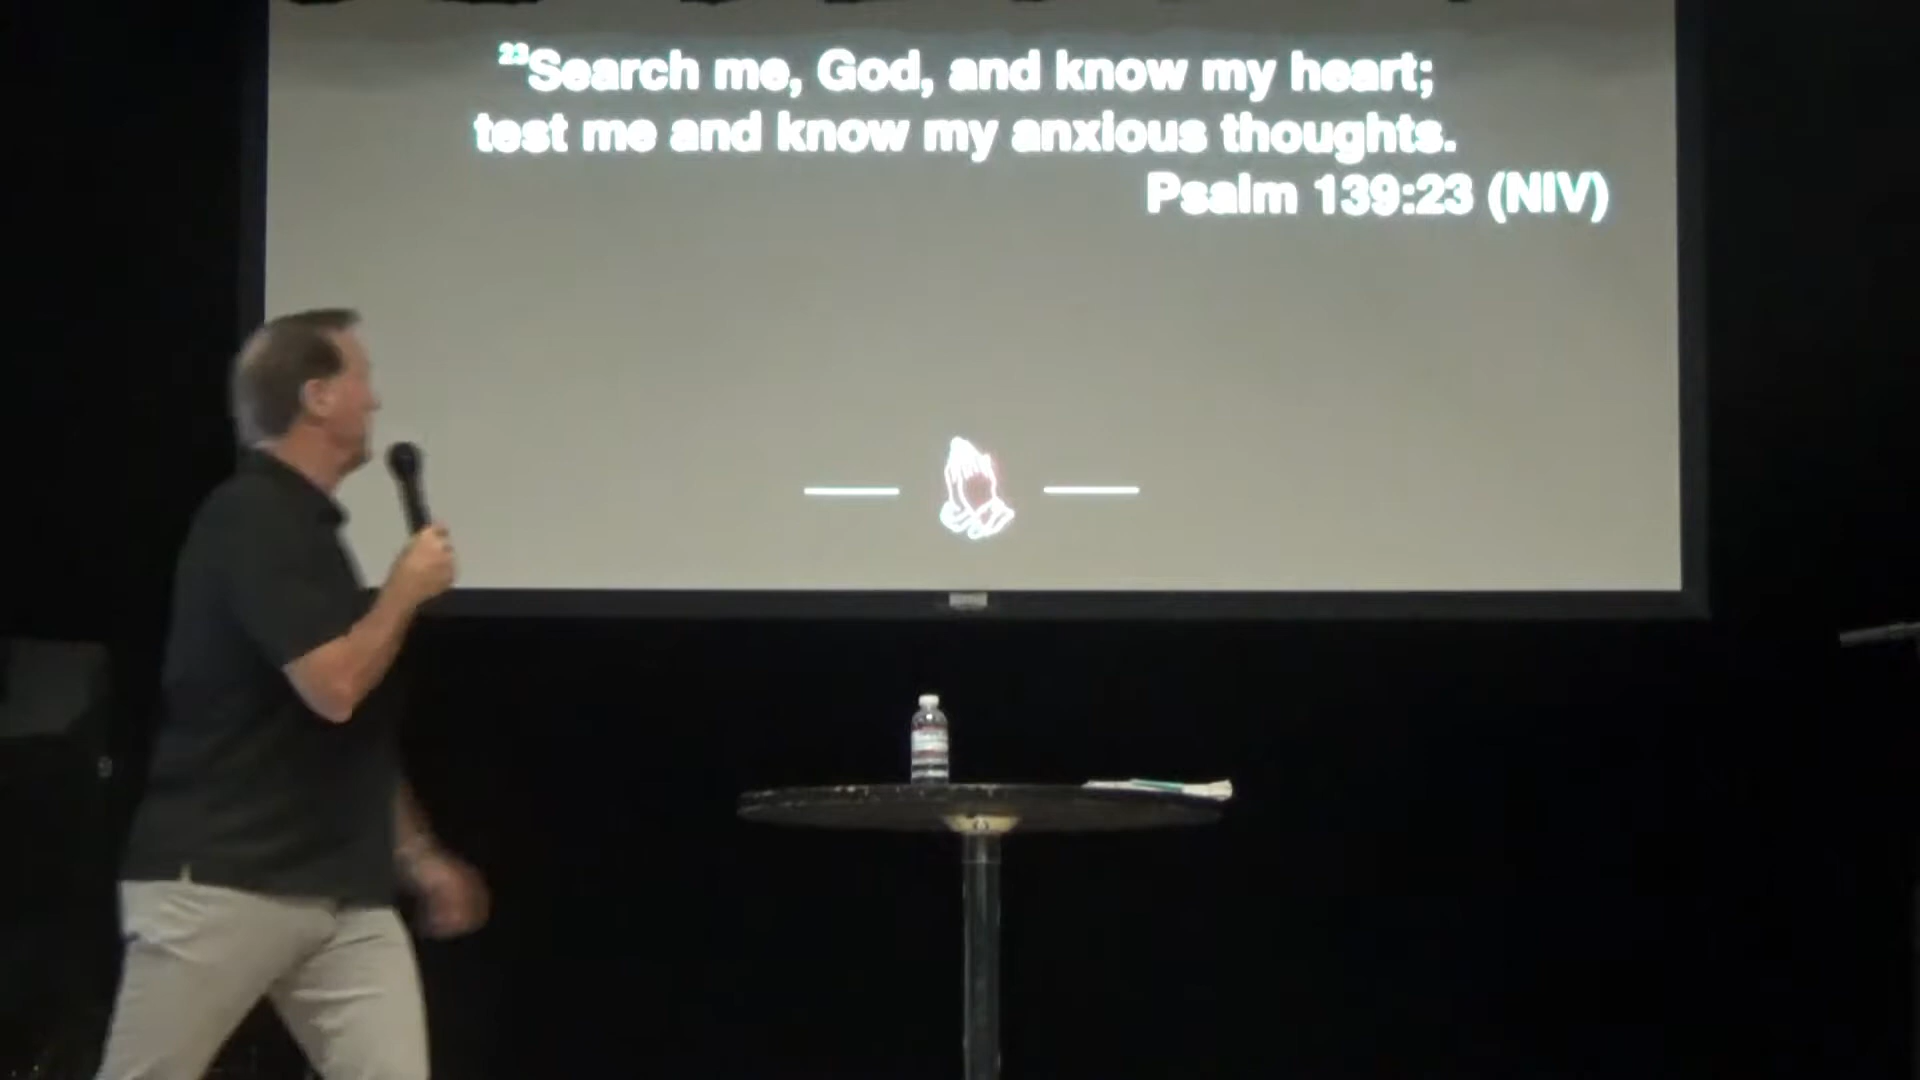 ²³Search me, God, and know my heart;
test me and know my anxious thoughts.
Psalm 139:23 (NIV)